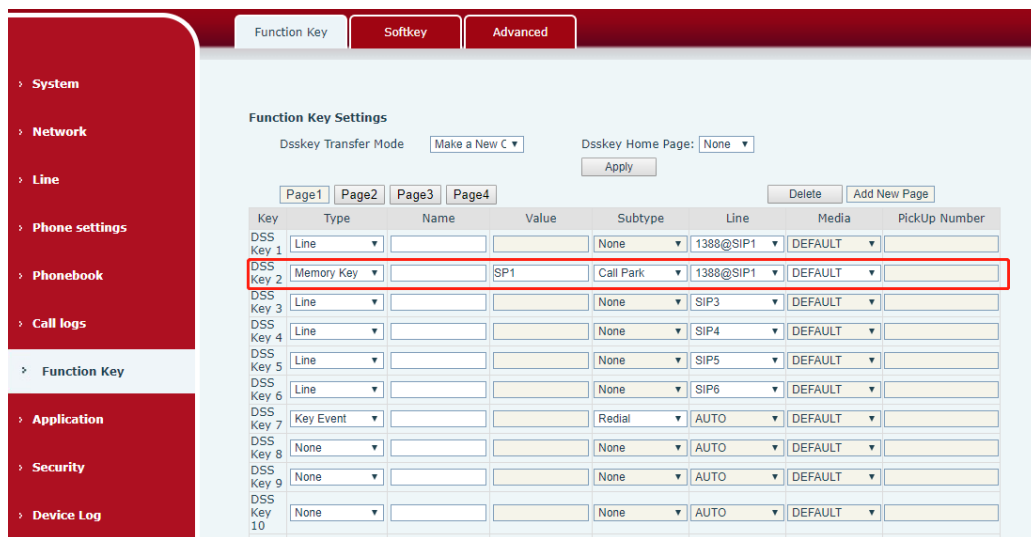 Function Key Softkey Advanced
System
Network
Line
Phone settings
Phonebook
Call logs
Function Key
Application
Security
Device Log
Function Key Settings
Dsskey Transfer Mode Make a New C Dsskey Home Page: None
Apply
Page1 Page2 Page3 Page4 Delete Add New Page
Key Type Name Value Subtype Line Media PickUp Number
DSS Key 1 Line None 1388@SIP1 DEFAULT
DSS Key 2 Memory Key SP1 Call Park 1388@SIP1 DEFAULT
DSS Key 3 Line None SIP3 DEFAULT
DSS Key 4 Line None SIP4 DEFAULT
DSS Key 5 Line None SIP5 DEFAULT
DSS Key 6 Line None SIP6 DEFAULT
DSS Key 7 Key Event Redial AUTO DEFAULT
DSS Key 8 None None AUTO DEFAULT
DSS Key 9 None None AUTO DEFAULT
DSS Key 10 None None AUTO DEFAULT